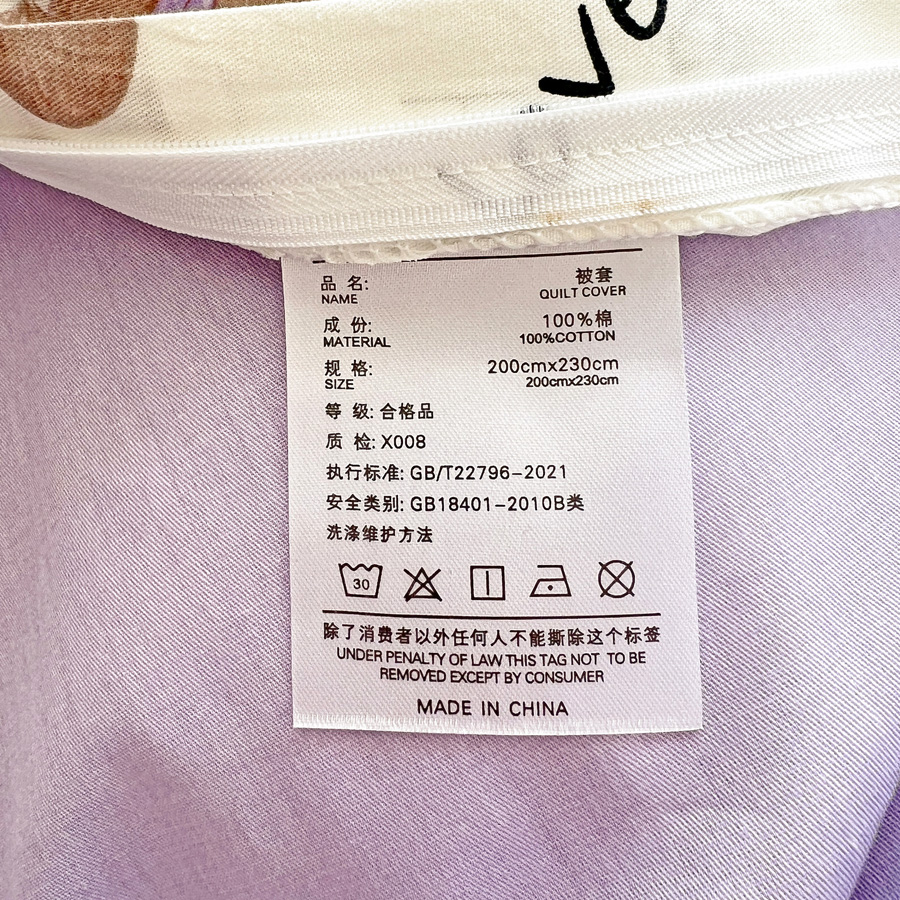 ve
品 名: 被套
NAME QUILT COVER
成 份: 100%棉
MATERIAL 100%COTTON
规 格: 200cmx230cm
SIZE 200cmx230cm
等 级: 合格品
质 检: X008
执行标准: GB/T22796-2021
安全类别: GB18401-2010B类
洗涤维护方法
30
除了消费者以外任何人不能撕除这个标签
UNDER PENALTY OF LAW THIS TAG NOT TO BE
REMOVED EXCEPT BY CONSUMER
MADE IN CHINA